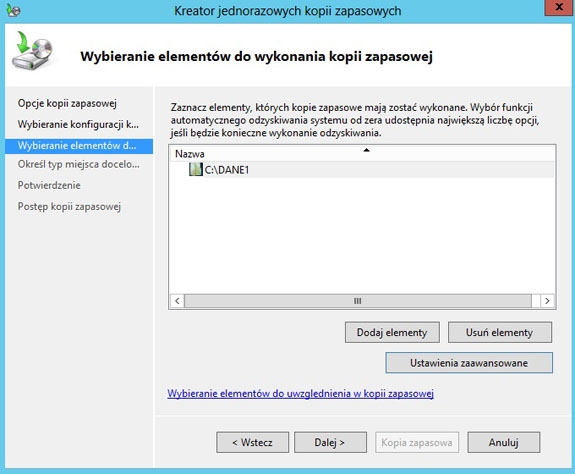 Kreator jednorazowych kopii zapasowych
Wybieranie elementów do wykonania kopii zapasowej
Opcje kopii zapasowej
Wybieranie konfiguracji k...
Wybieranie elementów d...
Określ typ miejsca docelo...
Potwierdzenie
Postęp kopii zapasowej
Zaznacz elementy, których kopie zapasowe mają zostać wykonane. Wybór funkcji
automatycznego odzyskiwania systemu od zera udostępnia największą liczbę opcji,
jeśli będzie konieczne wykonanie odzyskiwania.
Nazwa
C:\DANE1
Dodaj elementy
Usuń elementy
Ustawienia zaawansowane
Wybieranie elementów do uwzględnienia w kopii zapasowej
< Wstecz
Dalej >
Kopia zapasowa
Anuluj